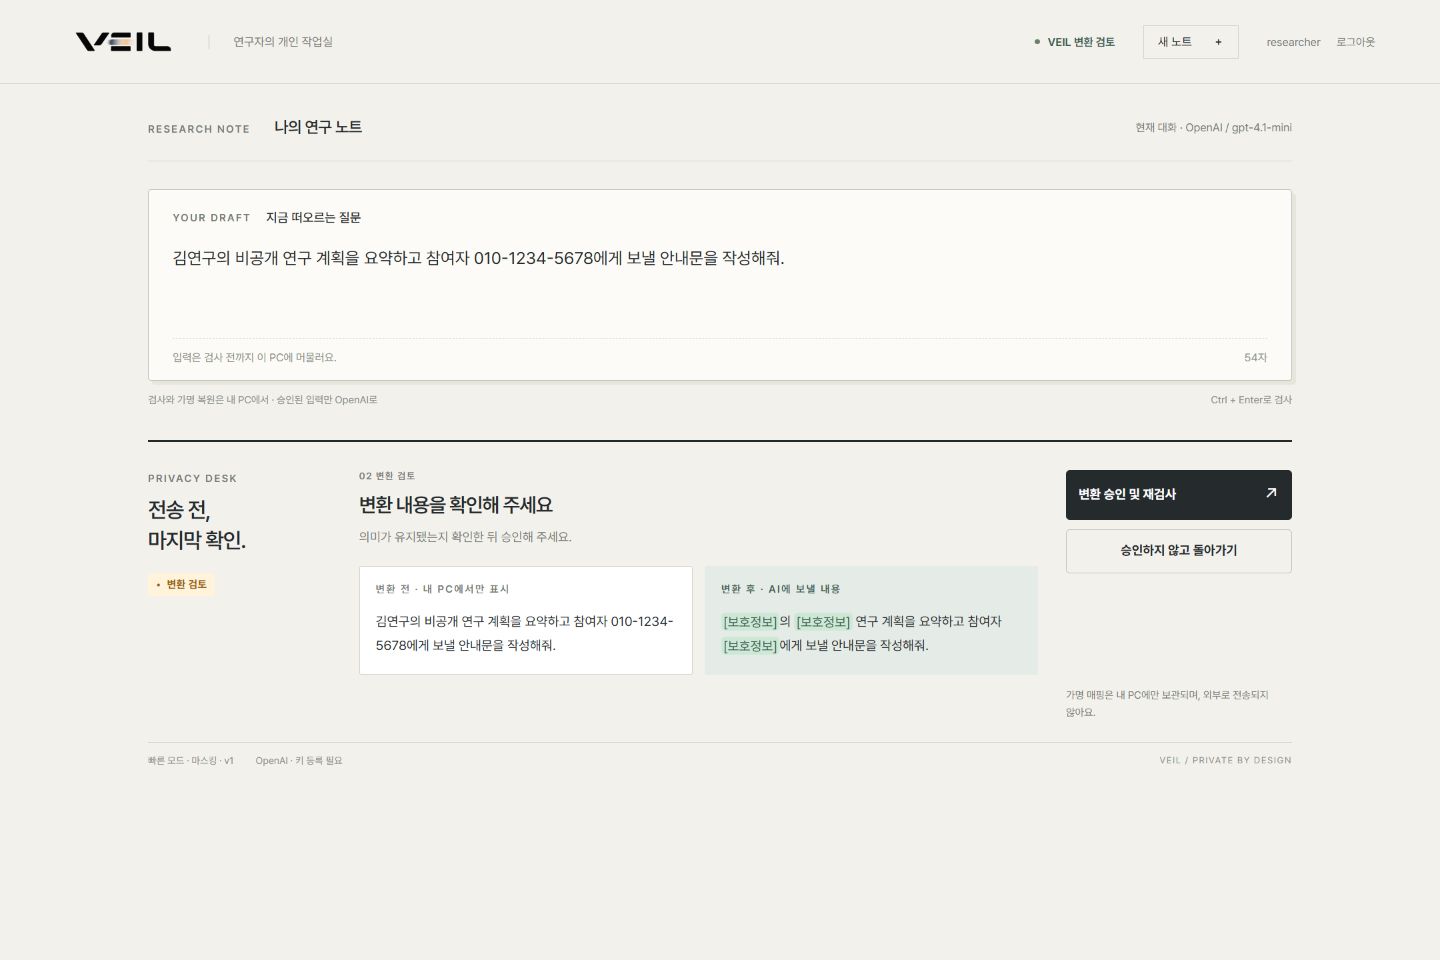 VEIL
연구자의 개인 작업실
VEIL 변환 검토
새 노트 +
researcher
로그아웃
RESEARCH NOTE 나의 연구 노트
현재 대화 · OpenAI / gpt-4.1-mini
YOUR DRAFT 지금 떠오르는 질문
김연구의 비공개 연구 계획을 요약하고 참여자 010-1234-5678에게 보낼 안내문을 작성해줘.
입력은 검사 전까지 이 PC에 머물러요.
54자
검사와 가명 복원은 내 PC에서 · 승인된 입력만 OpenAI로
Ctrl + Enter로 검사
PRIVACY DESK
전송 전,
마지막 확인.
• 변환 검토
02 변환 검토
변환 내용을 확인해 주세요
의미가 유지됐는지 확인한 뒤 승인해 주세요.
변환 전 · 내 PC에서만 표시
김연구의 비공개 연구 계획을 요약하고 참여자 010-1234-
5678에게 보낼 안내문을 작성해줘.
변환 후 · AI에 보낼 내용
[보호정보]의 [보호정보] 연구 계획을 요약하고 참여자
[보호정보]에게 보낼 안내문을 작성해줘.
변환 승인 및 재검사
승인하지 않고 돌아가기
가명 매핑은 내 PC에만 보관되며, 외부로 전송되지
않아요.
빠른 모드 · 마스킹 · v1
OpenAI · 키 등록 필요
VEIL / PRIVATE BY DESIGN